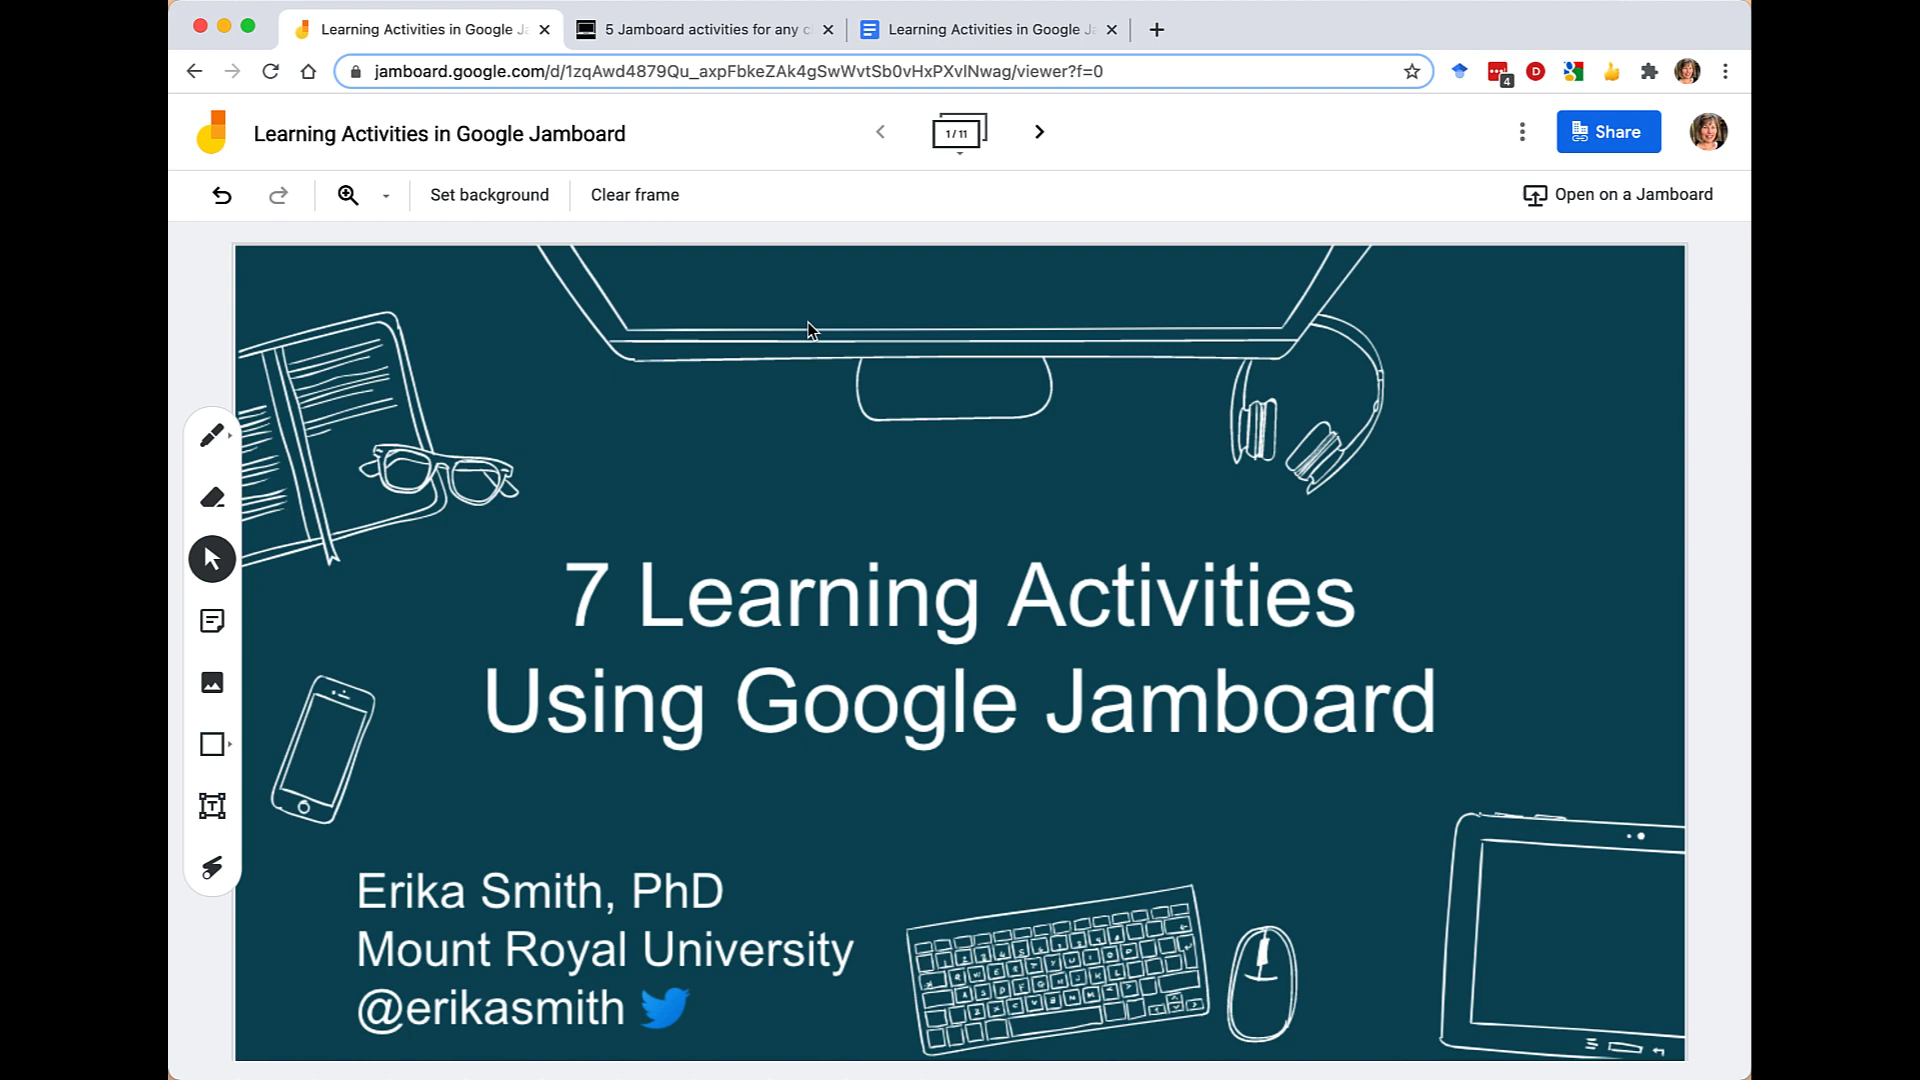 Learning Activities in Google Ja
5 Jamboard activities for any c
Learning Activities in Google J
jamboard.google.com/d/1zqAwd4879Qu_axpFbkeZAk4gSwWvtSb0vHxPXvlNwag/viewer?f=0
4
D
Learning Activities in Google Jamboard
1/11
Share
Set background
Clear frame
Open on a Jamboard
7 Learning Activities
Using Google Jamboard
Erika Smith, PhD
Mount Royal University
@erikasmith